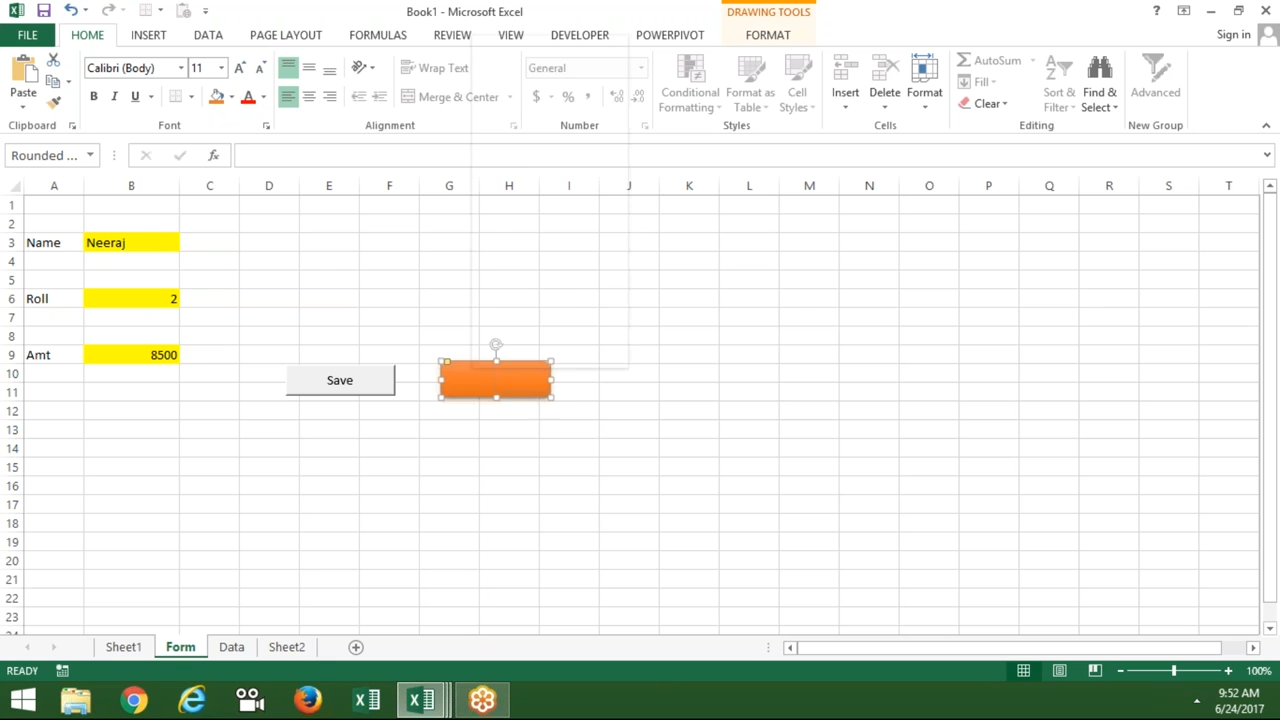 Book1 - Microsoft Excel
DRAWING TOOLS
?
FILE HOME INSERT DATA PAGE LAYOUT FORMULAS REVIEW VIEW DEVELOPER POWERPIVOT FORMAT Sign in
Calibri (Body) 11 A A Wrap Text General AutoSum
Paste Conditional Formatting Format as Table Cell Styles Insert Delete Format Fill Sort & Filter Find & Select Advanced
B I U A Merge & Center $ % , Clear
Clipboard Font Alignment Number Styles Cells Editing New Group
Rounded ... fx
A B C D E F G H I J K L M N O P Q R S T
1
2
3 Name Neeraj
4
5
6 Roll 2
7
8
9 Amt 8500
10 Save
11
12
13
14
15
16
17
18
19
20
21
22
23
24
Sheet1 Form Data Sheet2
READY 100%
9:52 AM
6/24/2017